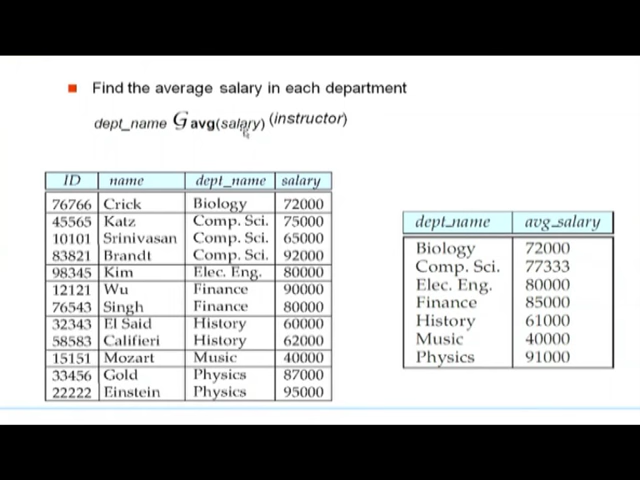 Find the average salary in each department
dept_name G avg(salary) (instructor)
ID name dept_name salary
76766 Crick Biology 72000
45565 Katz Comp. Sci. 75000
10101 Srinivasan Comp. Sci. 65000
83821 Brandt Comp. Sci. 92000
98345 Kim Elec. Eng. 80000
12121 Wu Finance 90000
76543 Singh Finance 80000
32343 El Said History 60000
58583 Califieri History 62000
15151 Mozart Music 40000
33456 Gold Physics 87000
22222 Einstein Physics 95000
dept_name avg_salary
Biology 72000
Comp. Sci. 77333
Elec. Eng. 80000
Finance 85000
History 61000
Music 40000
Physics 91000